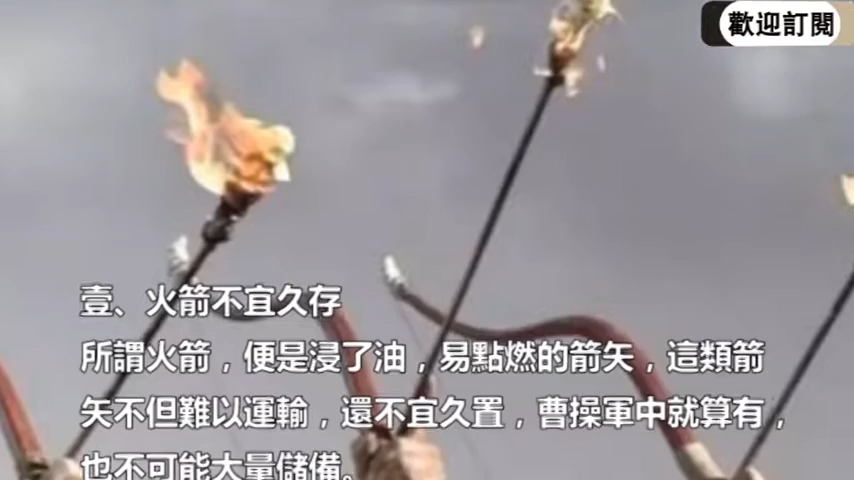 歡迎訂閱
壹、火箭不宜久存
所謂火箭，便是浸了油，易點燃的箭矢，這類箭
矢不但難以運輸，還不宜久置，曹操軍中就算有，
也不可能大量儲備。